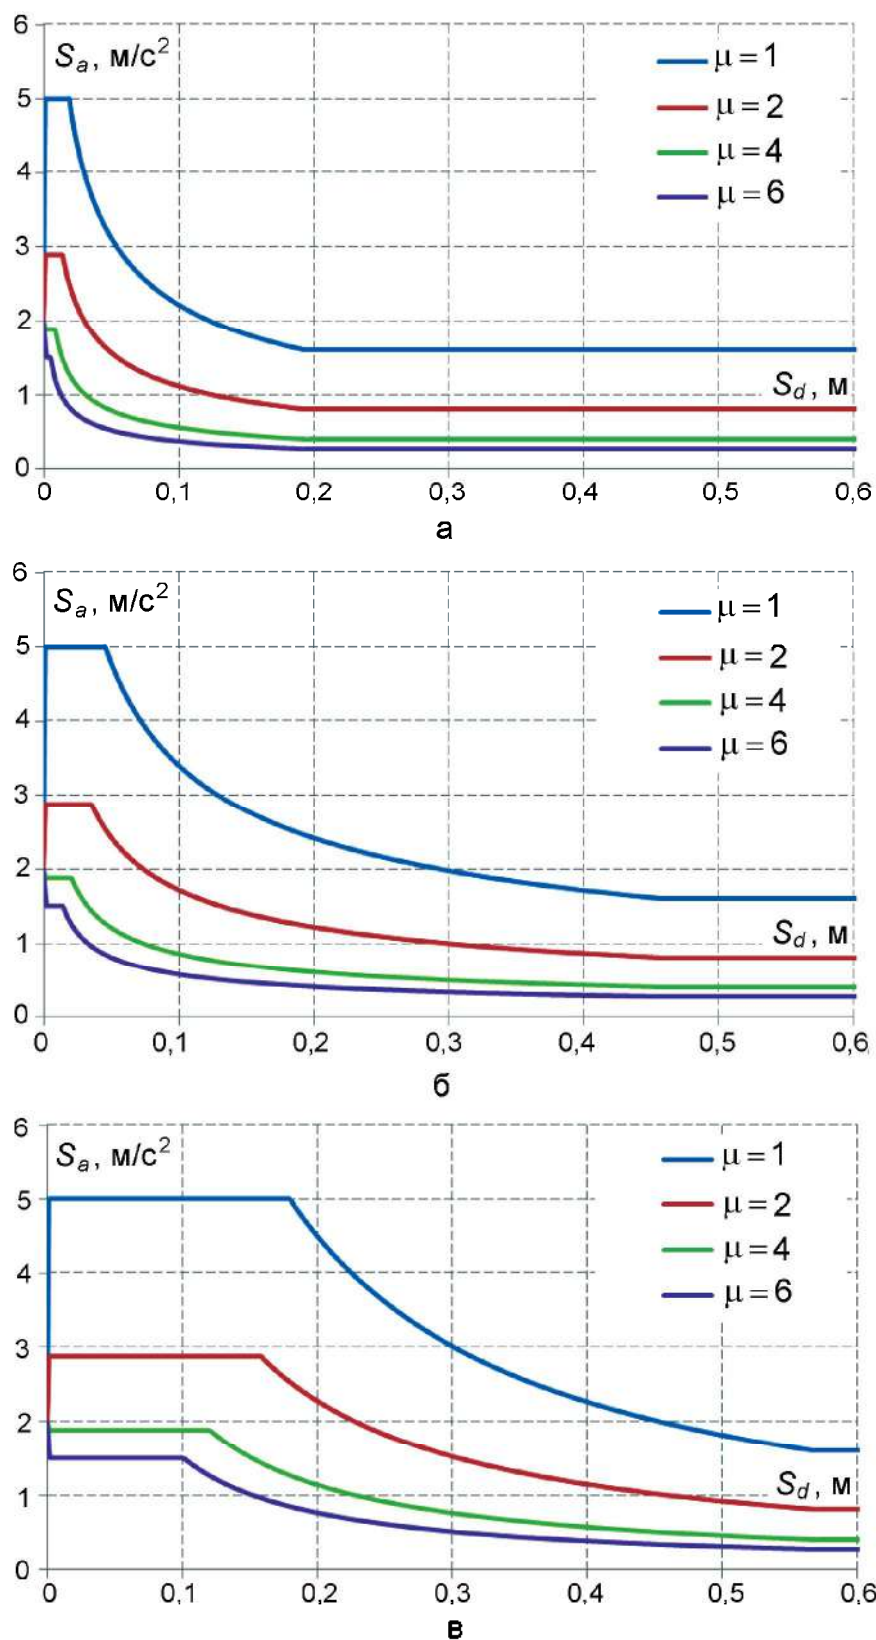 6
Sa, м/с²
μ = 1
5
μ = 2
4
μ = 4
μ = 6
3
2
1
Sd, м
0
0 0,1 0,2 0,3 0,4 0,5 0,6
а
6
Sa, м/с²
μ = 1
5
μ = 2
μ = 4
4
μ = 6
3
2
1
Sd, м
0
0 0,1 0,2 0,3 0,4 0,5 0,6
б
6
Sa, м/с²
μ = 1
5
μ = 2
μ = 4
4
μ = 6
3
2
1
Sd, м
0
0 0,1 0,2 0,3 0,4 0,5 0,6
в